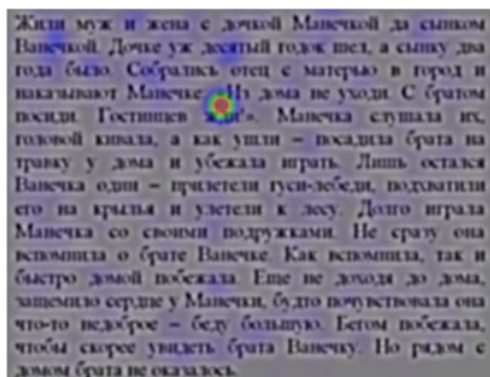 Жили муж и жена с дочкой Манечкой да сынком
Ванечкой. Дочке уж десятый годок шел, а сынку два
года было. Собрались отец с матерью в город и
наказывают Манечке: «Из дома не уходи. С братом
посиди. Гостинцев жди». Манечка слушала их,
головой кивала, а как ушли – посадила брата на
травку у дома и убежала играть. Лишь остался
Ванечка один – прилетели гуси-лебеди, подхватили
его на крылья и улетели к лесу. Долго играла
Манечка со своими подружками. Не сразу она
вспомнила о брате Ванечке. Как вспомнила, так и
быстро домой побежала. Еще не доходя до дома,
защемило сердце у Манечки, будто почувствовала она
что-то недоброе – беду большую. Бегом побежала,
чтобы скорее увидеть брата Ванечку. Но рядом с
домом брата не оказалось.